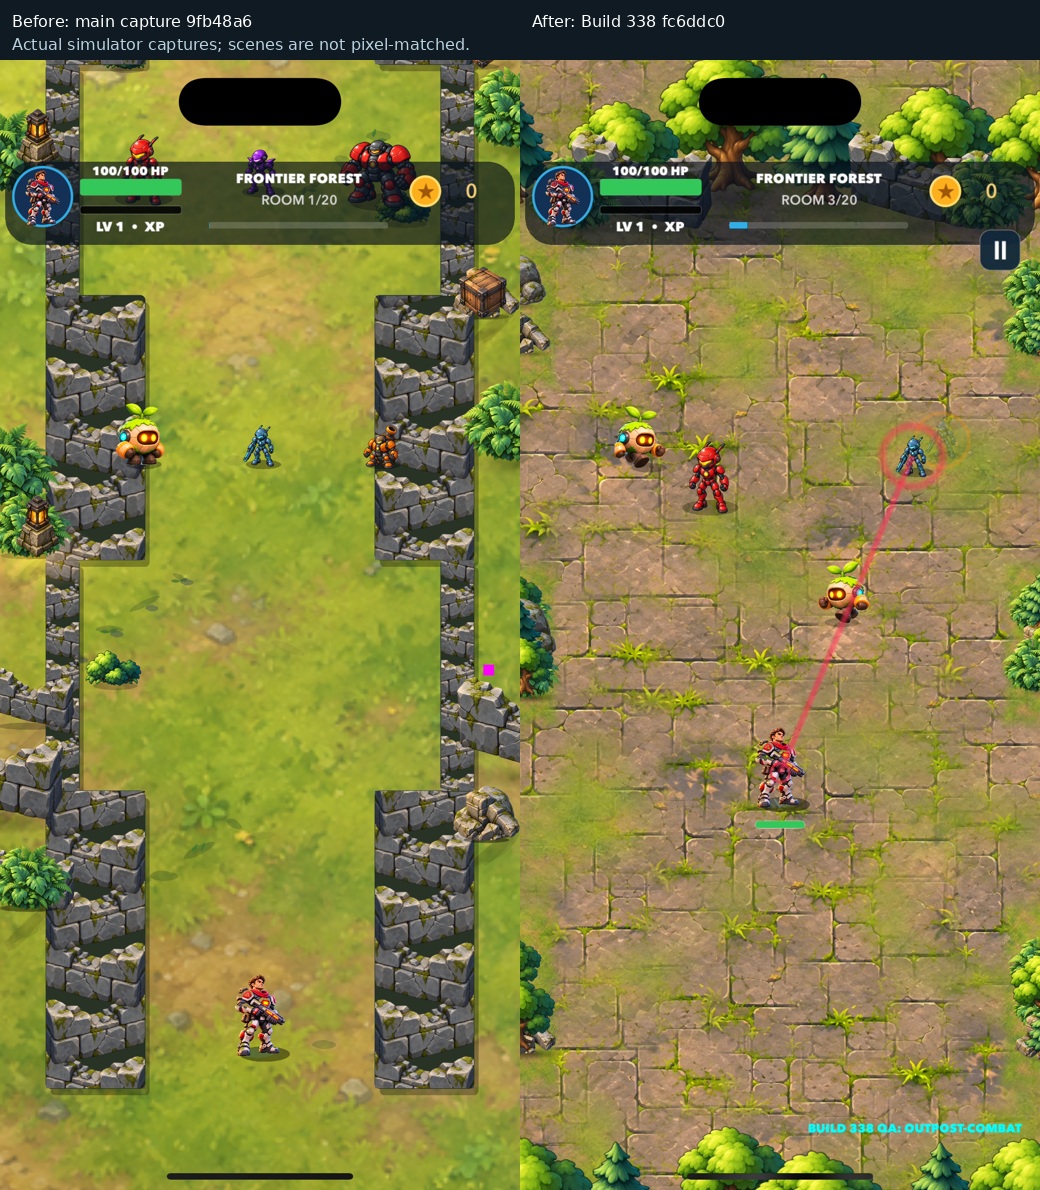 Before: main capture 9fb48a6
Actual simulator captures; scenes are not pixel-matched.
100/100 HP
FRONTIER FOREST
ROOM 1/20
0
LV 1 • XP
After: Build 338 fc6ddc0
100/100 HP
FRONTIER FOREST
ROOM 3/20
0
LV 1 • XP
BUILD 338 QA: OUTPOST-COMBAT